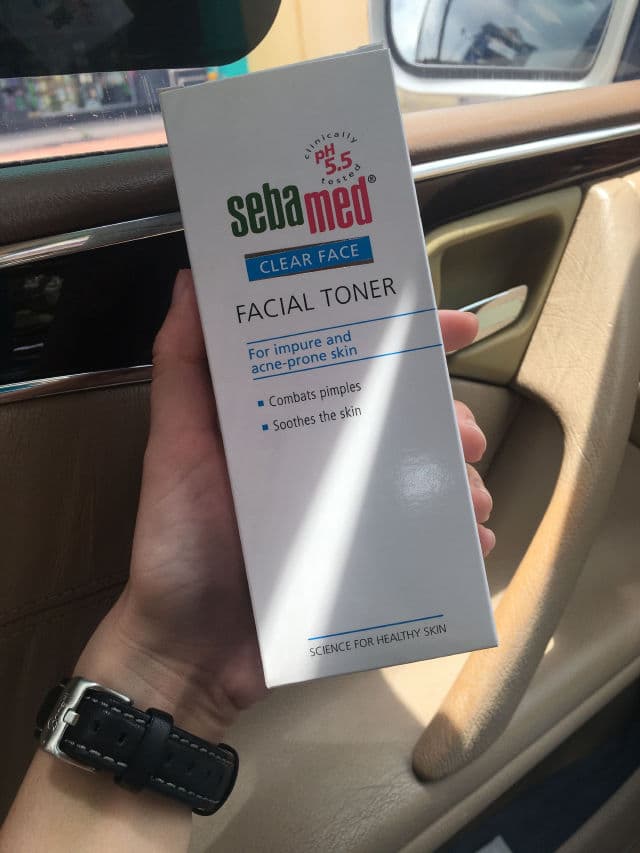 clinically
pH
5.5
tested
sebamed®
CLEAR FACE
FACIAL TONER
For impure and
acne-prone skin
▪ Combats pimples
▪ Soothes the skin
SCIENCE FOR HEALTHY SKIN